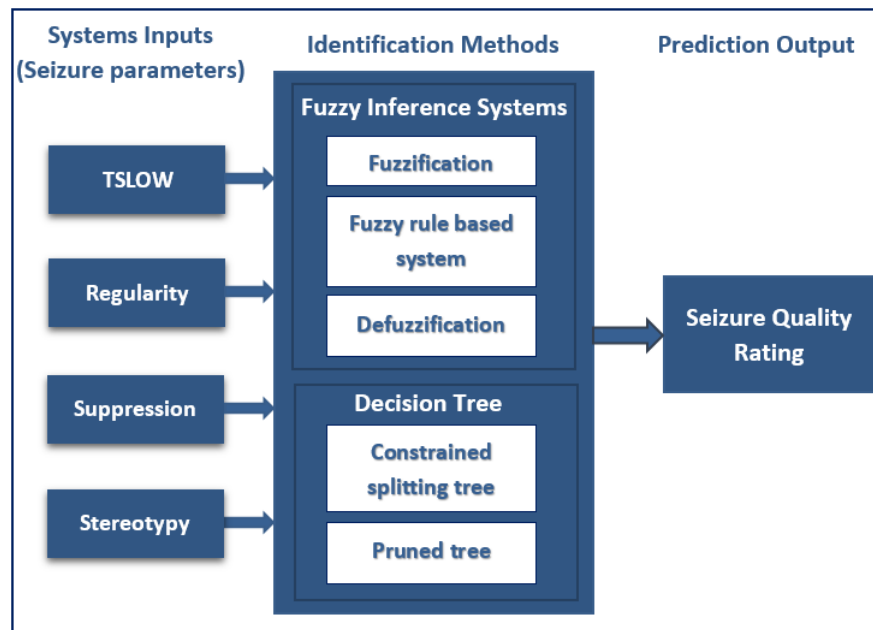 Systems Inputs
(Seizure parameters)
TSLOW
Regularity
Suppression
Stereotypy
Identification Methods
Fuzzy Inference Systems
Fuzzification
Fuzzy rule based
system
Defuzzification
Decision Tree
Constrained
splitting tree
Pruned tree
Prediction Output
Seizure Quality
Rating